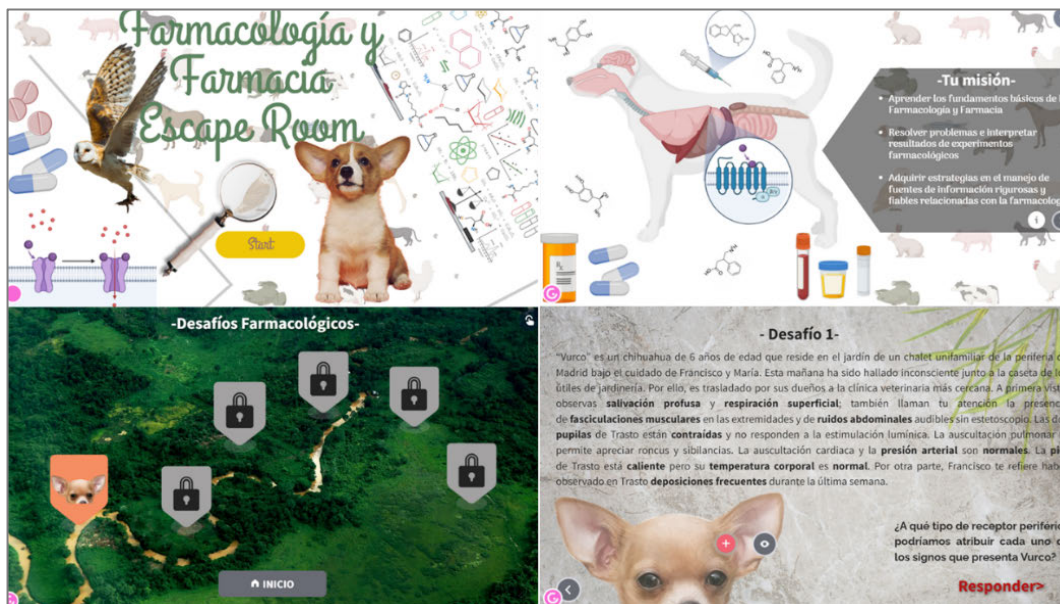 Farmacología y
Farmacia
Escape Room
Start
-Tu misión-
• Aprender los fundamentos básicos de
Farmacología y Farmacia
• Resolver problemas e interpretar
resultados de experimentos
farmacológicos
• Adquirir estrategias en el manejo de
fuentes de información rigurosas y
fiables relacionadas con la farmacolog
-Desafíos Farmacológicos-
INICIO
- Desafío 1-
"Vurco" es un chihuahua de 6 años de edad que reside en el jardín de un chalet unifamiliar de la periferia
Madrid bajo el cuidado de Francisco y María. Esta mañana ha sido hallado inconsciente junto a la caseta de
útiles de jardinería. Por ello, es trasladado por sus dueños a la clínica veterinaria más cercana. A primera vist
observas salivación profusa y respiración superficial; también llaman tu atención la presenc
de fasciculaciones musculares en las extremidades y de ruidos abdominales audibles sin estetoscopio. Las
pupilas de Trasto están contraídas y no responden a la estimulación lumínica. La auscultación pulmonar
permite apreciar roncus y sibilancias. La auscultación cardiaca y la presión arterial son normales. La
de Trasto está caliente pero su temperatura corporal es normal. Por otra parte, Francisco te refiere
observado en Trasto deposiciones frecuentes durante la última semana.
¿A qué tipo de receptor periféric
podríamos atribuir cada uno
los signos que presenta Vurco?
Responder>